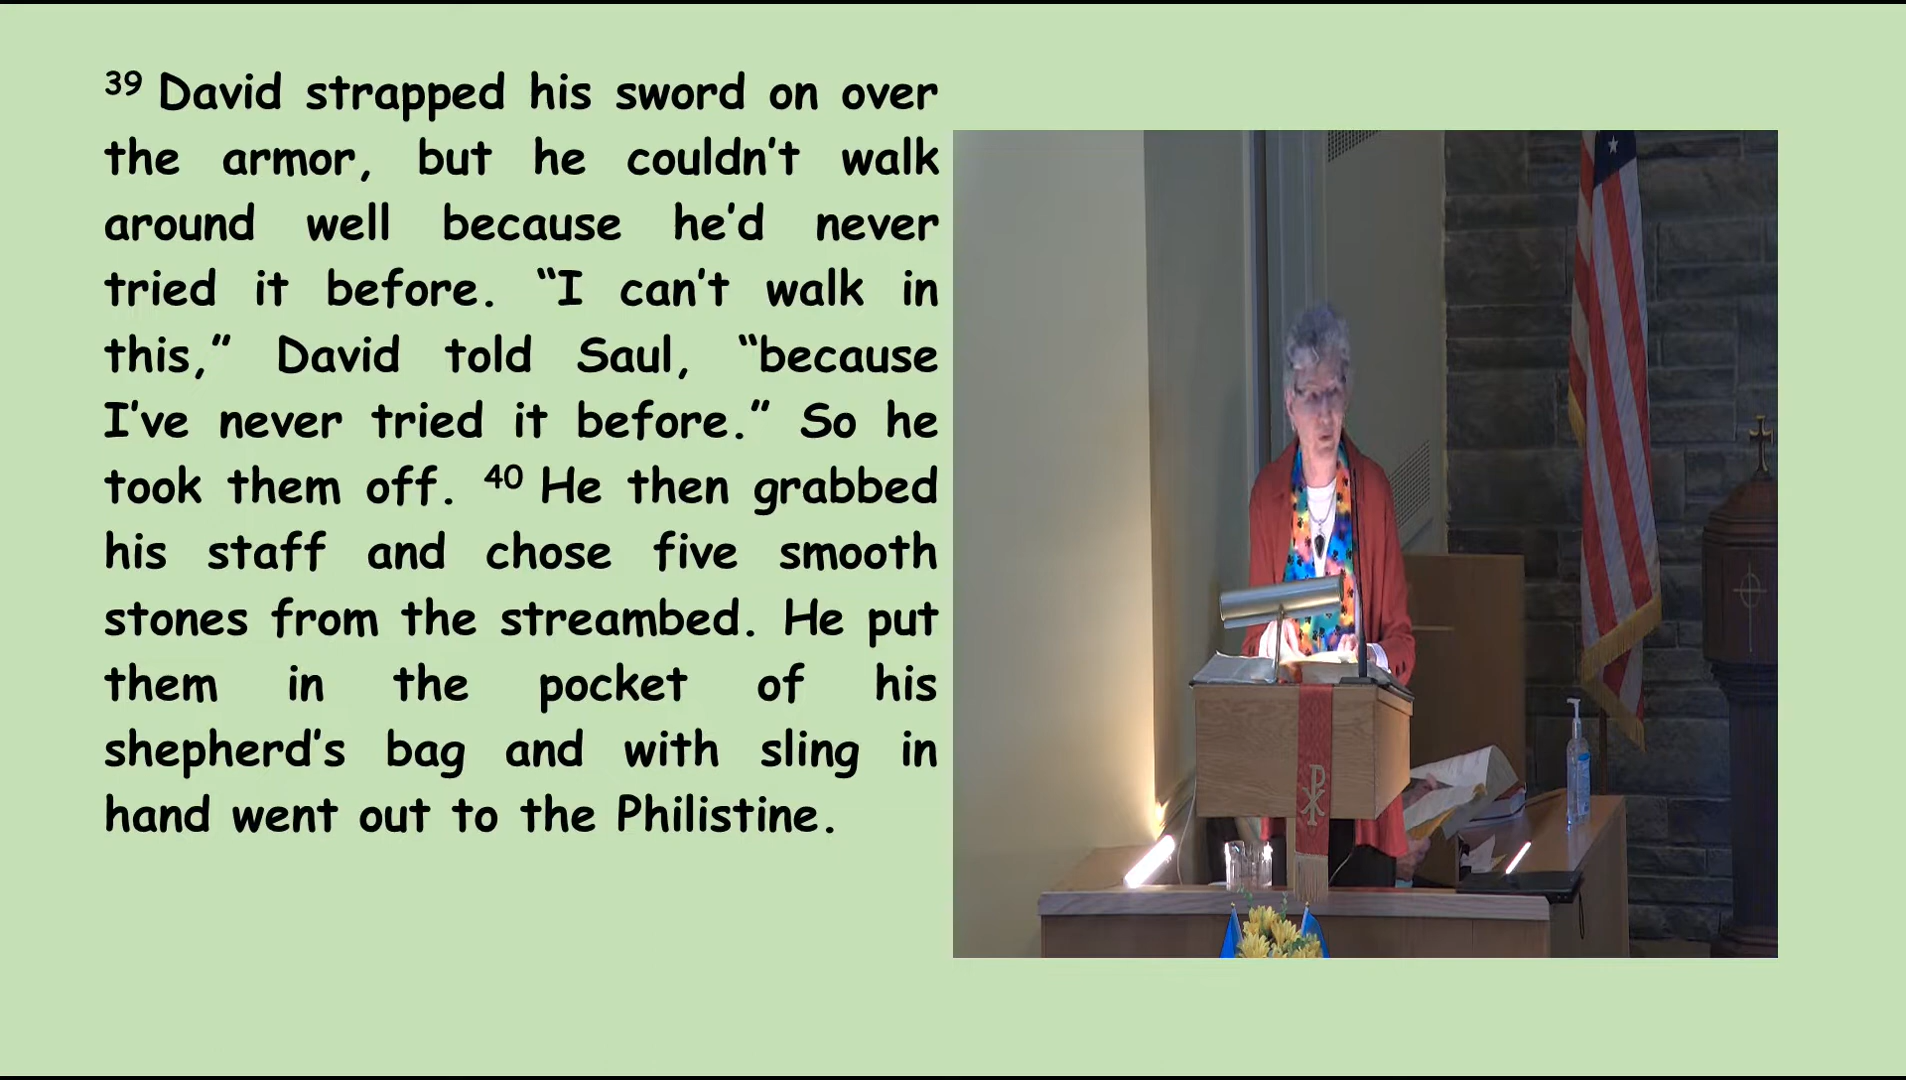 39 David strapped his sword on over
the armor, but he couldn’t walk
around well because he’d never
tried it before. “I can’t walk in
this,” David told Saul, “because
I’ve never tried it before.” So he
took them off. 40 He then grabbed
his staff and chose five smooth
stones from the streambed. He put
them in the pocket of his
shepherd’s bag and with sling in
hand went out to the Philistine.